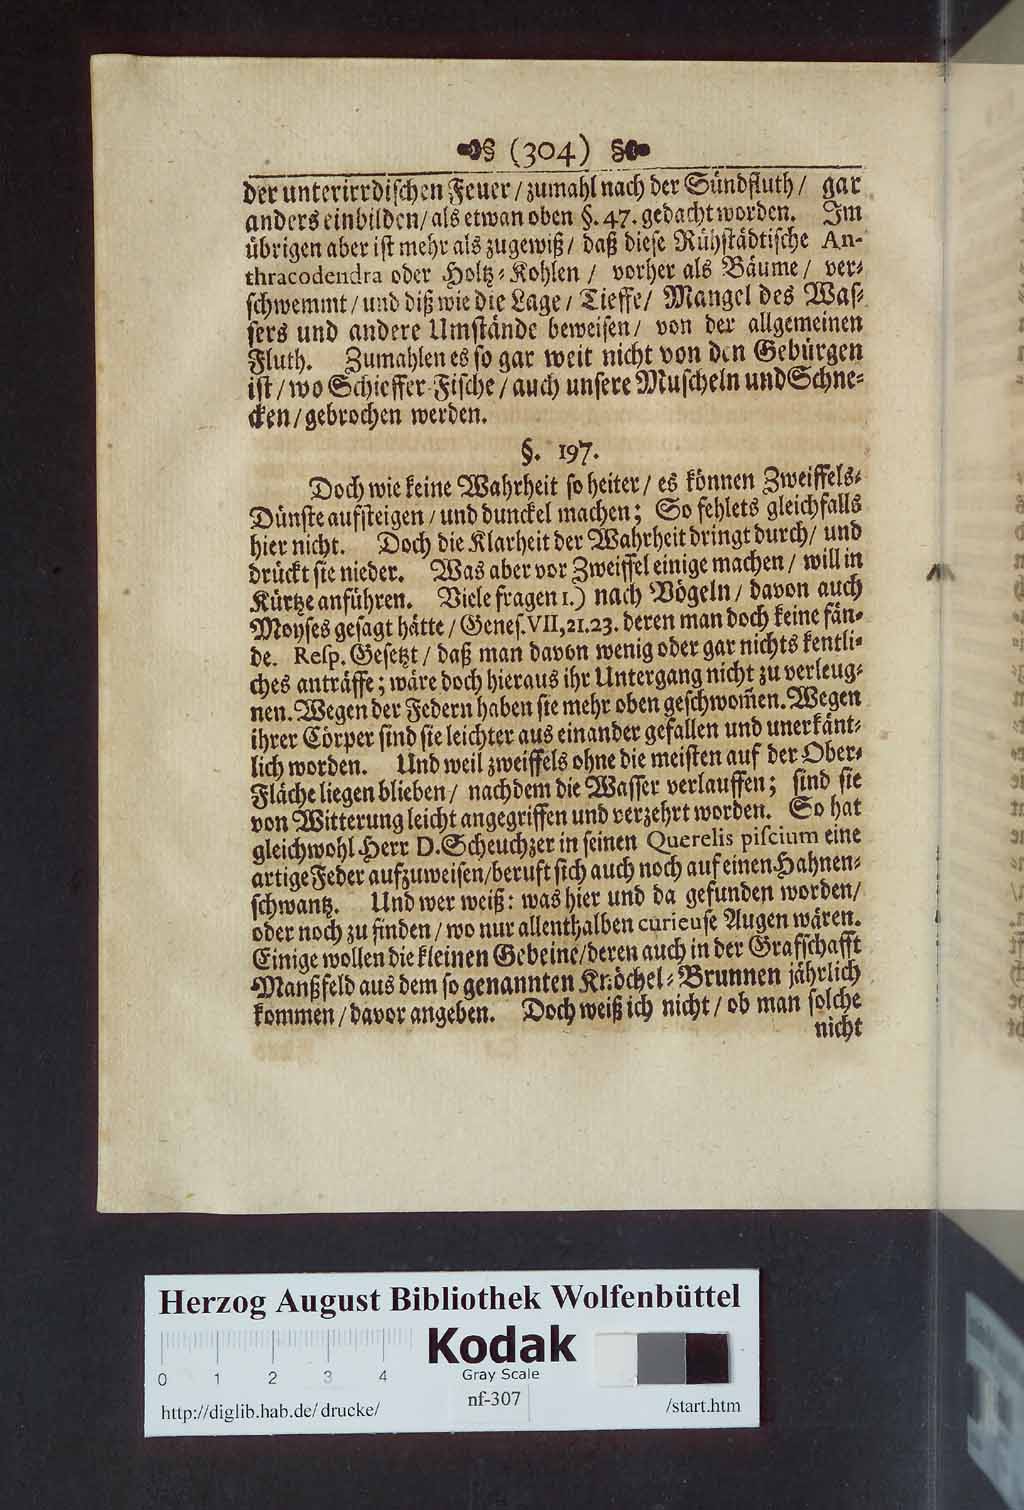 (304)
der unterirrdischen Feuer / zumahl nach der Sündfluth / gar
anders einbilden / als etwan oben §. 47. gedacht worden. Im
übrigen aber ist mehr als zugewiß / daß diese Rühstädtische An-
thracodendra oder Holtz-Kohlen / vorher als Bäume / ver-
schwemmt / und diß wie die Lage / Tieffe / Mangel des Was-
sers und andere Umstände beweisen / von der allgemeinen
Fluth. Zumahlen es so gar weit nicht von den Gebürgen
ist / wo Schieffer-Fische / auch unsere Muscheln und Schne-
cken / gebrochen werden.
§. 197.
Doch wie keine Wahrheit so heiter / es können Zweiffels-
Dünste aufsteigen / und dunckel machen; So fehlets gleichfalls
hier nicht. Doch die Klarheit der Wahrheit dringt durch / und
drückt sie nieder. Was aber vor Zweiffel einige machen / will in
Kürtze anführen. Viele fragen 1.) nach Vögeln / davon auch
Moyses gesagt hätte / Genes. VII, 21. 23. deren man doch keine fän-
de. Resp. Gesetzt / daß man davon wenig oder gar nichts kentli-
ches anträffe; wäre doch hieraus ihr Untergang nicht zu verleug-
nen. Wegen der Federn haben sie mehr oben geschwom̃en. Wegen
ihrer Cörper sind sie leichter aus einander gefallen und unerkänt-
lich worden. Und weil zweiffels ohne die meisten auf der Ober-
Fläche liegen blieben / nachdem die Wasser verlauffen; sind sie
von Witterung leicht angegriffen und verzehrt worden. So hat
gleichwohl Herr D. Scheuchzer in seinen Querelis piscium eine
artige Feder aufzuweisen / beruft sich auch noch auf einen Hahnen-
schwantz. Und wer weiß: was hier und da gefunden worden /
oder noch zu finden / wo nur allenthalben curieuse Augen wären.
Einige wollen die kleinen Gebeine / deren auch in der Grafschafft
Manßfeld aus dem so genannten Knöchel-Brunnen jährlich
kommen / davor angeben. Doch weiß ich nicht / ob man solche
nicht
Herzog August Bibliothek Wolfenbüttel
Kodak
Gray Scale
0 1 2 3 4
nf-307
http://diglib.hab.de/drucke/ /start.htm